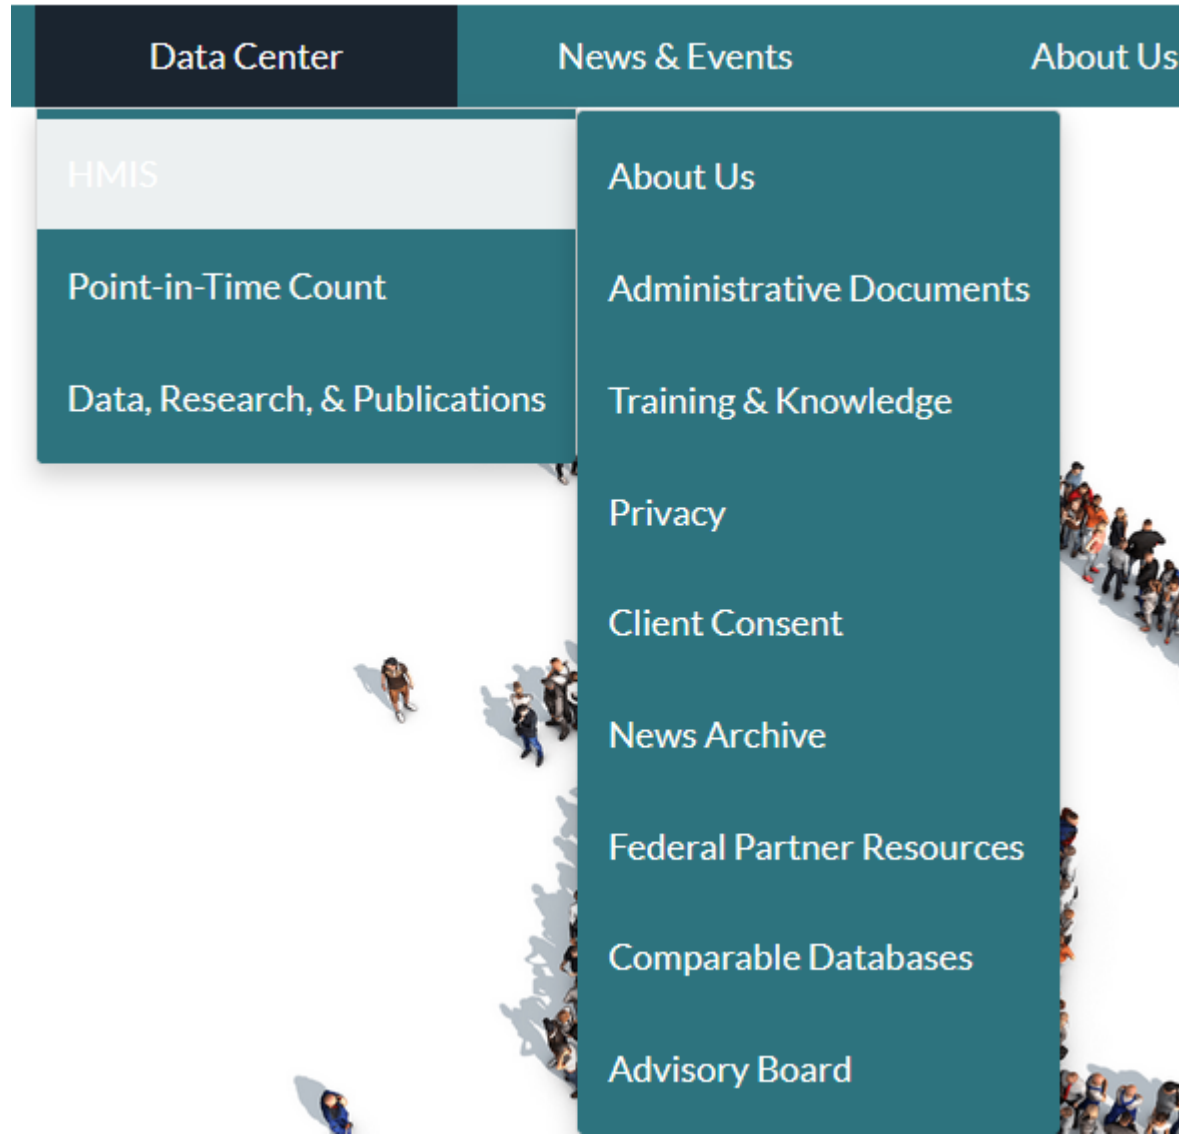 Data Center
News & Events
About Us
HMIS
Point-in-Time Count
Data, Research, & Publications
About Us
Administrative Documents
Training & Knowledge
Privacy
Client Consent
News Archive
Federal Partner Resources
Comparable Databases
Advisory Board